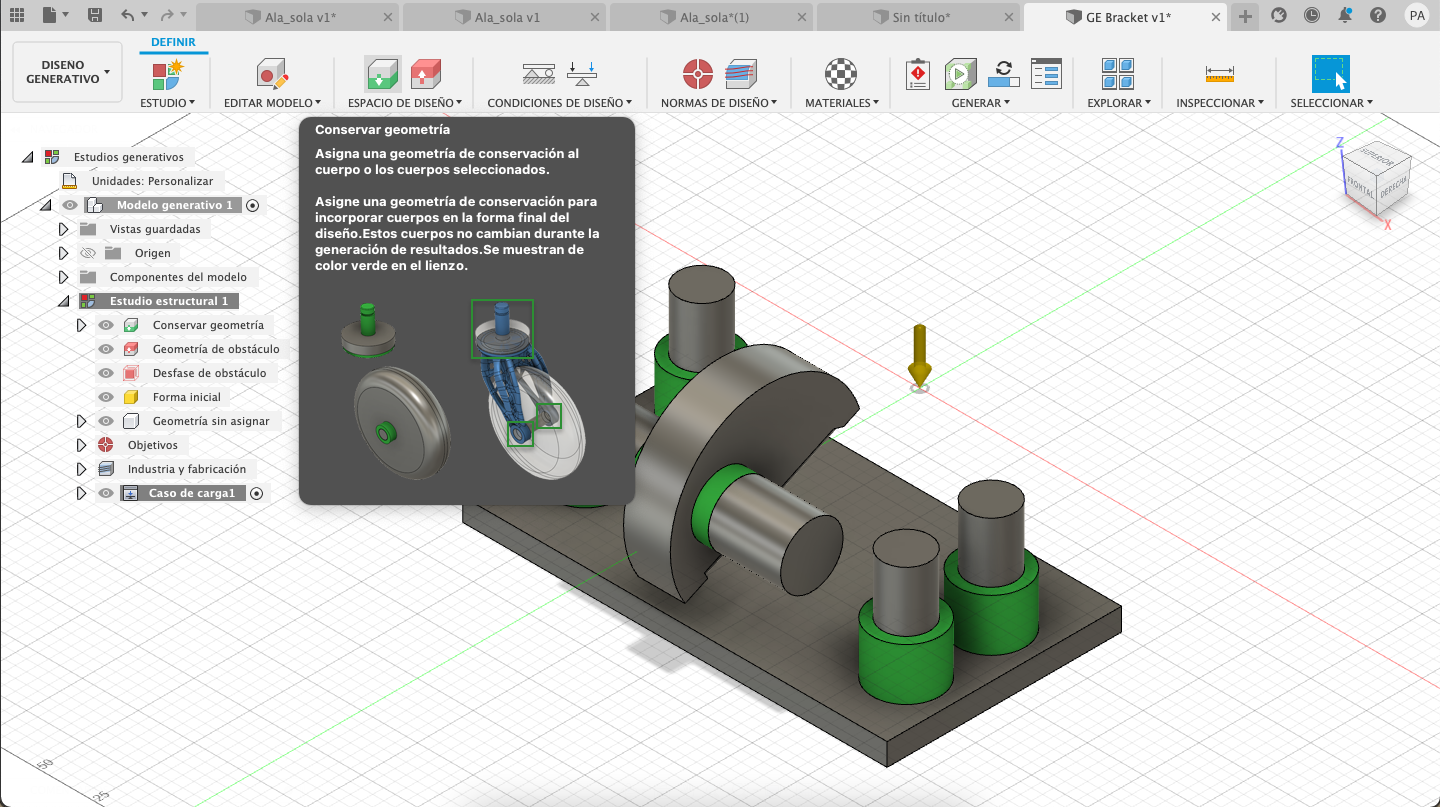 Ala_sola v1*
Ala_sola v1
Ala_sola*(1)
Sin título*
GE Bracket v1*
PA
DISENO
GENERATIVO
DEFINIR
ESTUDIO
EDITAR MODELO
ESPACIO DE DISEÑO
CONDICIONES DE DISEÑO
NORMAS DE DISEÑO
MATERIALES
GENERAR
EXPLORAR
INSPECCIONAR
SELECCIONAR
Estudios generativos
Unidades: Personalizar
Modelo generativo 1
Vistas guardadas
Origen
Componentes del modelo
Estudio estructural 1
Conservar geometría
Geometría de obstáculo
Desfase de obstáculo
Forma inicial
Geometría sin asignar
Objetivos
Industria y fabricación
Caso de carga1
Conservar geometría
Asigna una geometría de conservación al
cuerpo o los cuerpos seleccionados.
Asigne una geometría de conservación para
incorporar cuerpos en la forma final del
diseño.Estos cuerpos no cambian durante la
generación de resultados.Se muestran de
color verde en el lienzo.
Z
SUPERIOR
FRONTAL
DERECHA
X
50
25